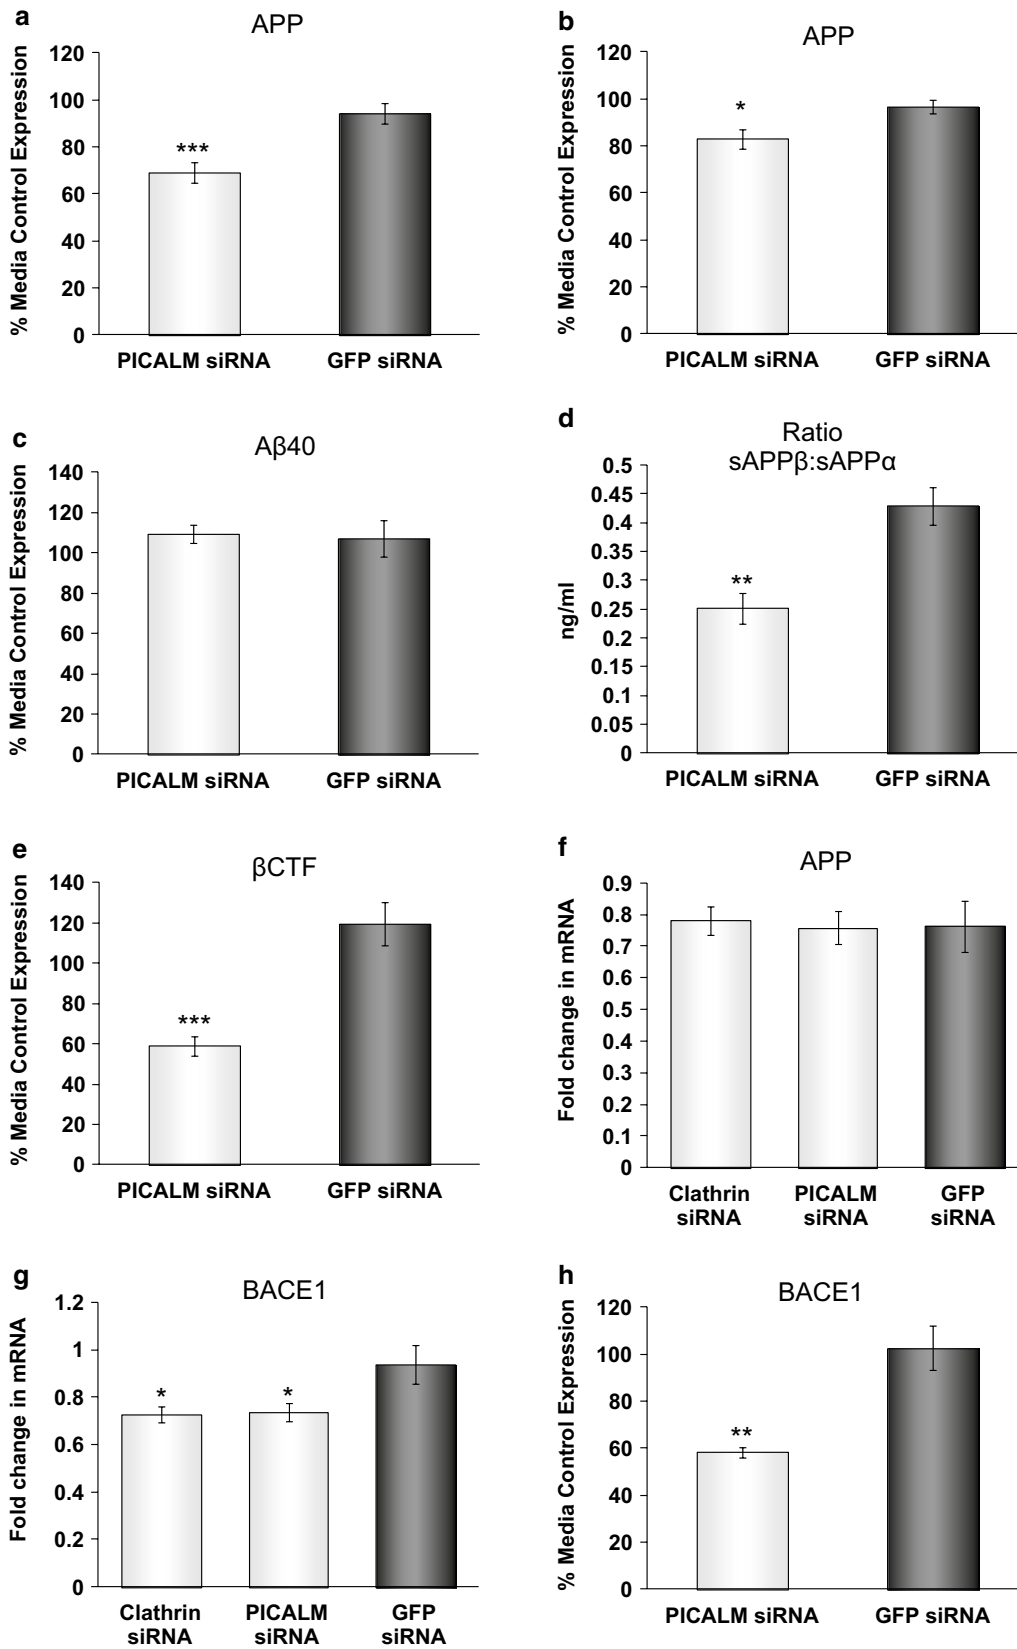 a
APP
% Media Control Expression
120
100
80
60
40
20
0
***
PICALM siRNA
GFP siRNA
b
APP
% Media Control Expression
120
100
80
60
40
20
0
*
PICALM siRNA
GFP siRNA
c
Aβ40
% Media Control Expression
140
120
100
80
60
40
20
0
PICALM siRNA
GFP siRNA
d
Ratio
sAPPβ:sAPPα
ng/ml
0.5
0.45
0.4
0.35
0.3
0.25
0.2
0.15
0.1
0.05
0
**
PICALM siRNA
GFP siRNA
e
βCTF
% Media Control Expression
140
120
100
80
60
40
20
0
***
PICALM siRNA
GFP siRNA
f
APP
Fold change in mRNA
0.9
0.8
0.7
0.6
0.5
0.4
0.3
0.2
0.1
0
Clathrin
siRNA
PICALM
siRNA
GFP
siRNA
g
BACE1
Fold change in mRNA
1.2
1
0.8
0.6
0.4
0.2
0
*
*
Clathrin
siRNA
PICALM
siRNA
GFP
siRNA
h
BACE1
% Media Control Expression
120
100
80
60
40
20
0
**
PICALM siRNA
GFP siRNA